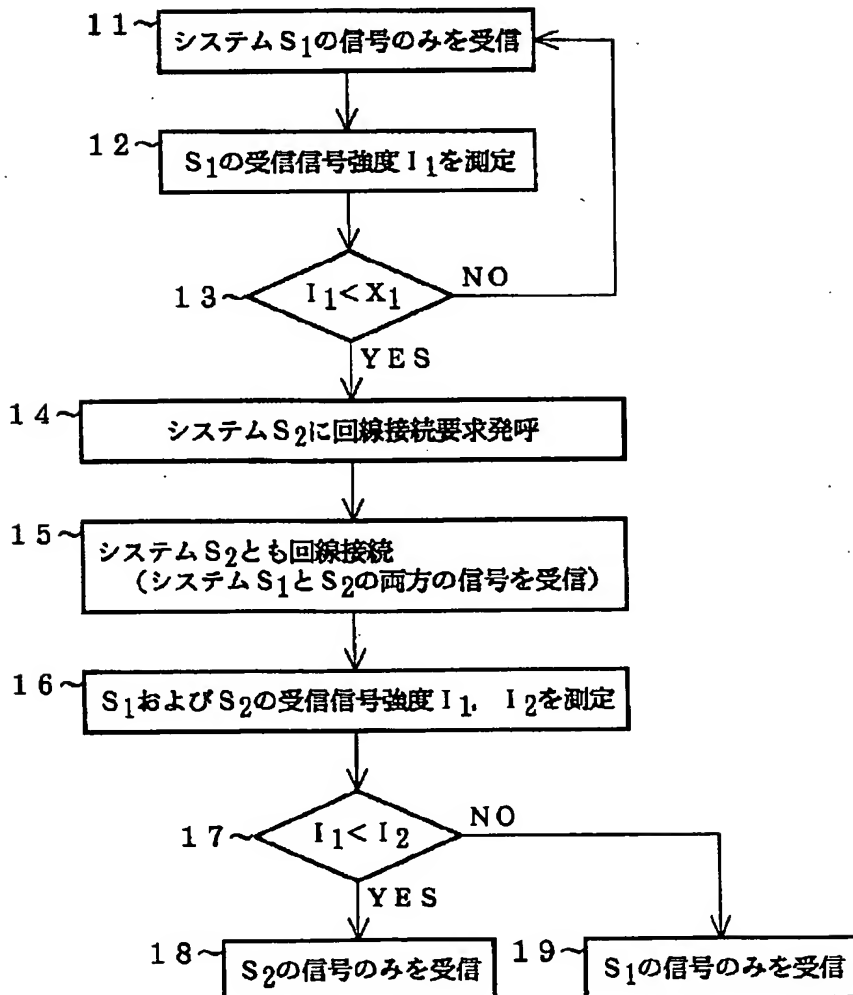 11~
システムS₁の信号のみを受信
12~
S₁の受信信号強度I₁を測定
13~
I₁<X₁
NO
YES
14~
システムS₂に回線接続要求発呼
15~
システムS₂とも回線接続
（システムS₁とS₂の両方の信号を受信）
16~
S₁およびS₂の受信信号強度I₁, I₂を測定
17~
I₁<I₂
NO
YES
18~
S₂の信号のみを受信
19~
S₁の信号のみを受信